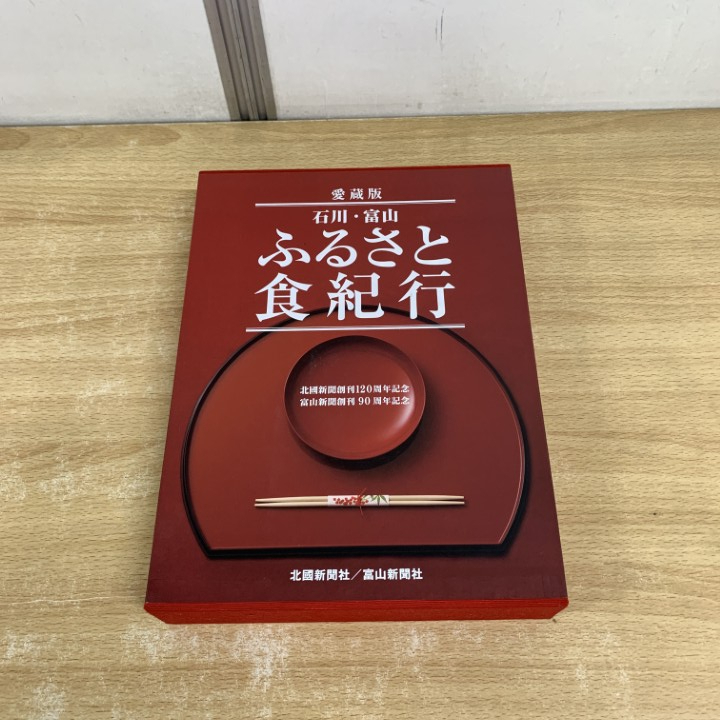 愛蔵版
石川・富山
ふるさと
食紀行
北國新聞創刊120周年記念
富山新聞創刊90周年記念
北國新聞社／富山新聞社